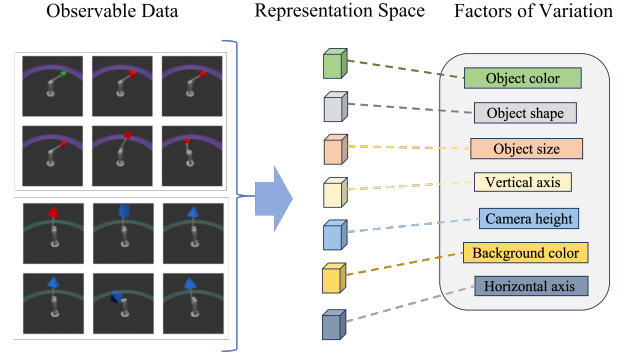 Observable Data
Representation Space
Factors of Variation
Object color
Object shape
Object size
Vertical axis
Camera height
Background color
Horizontal axis